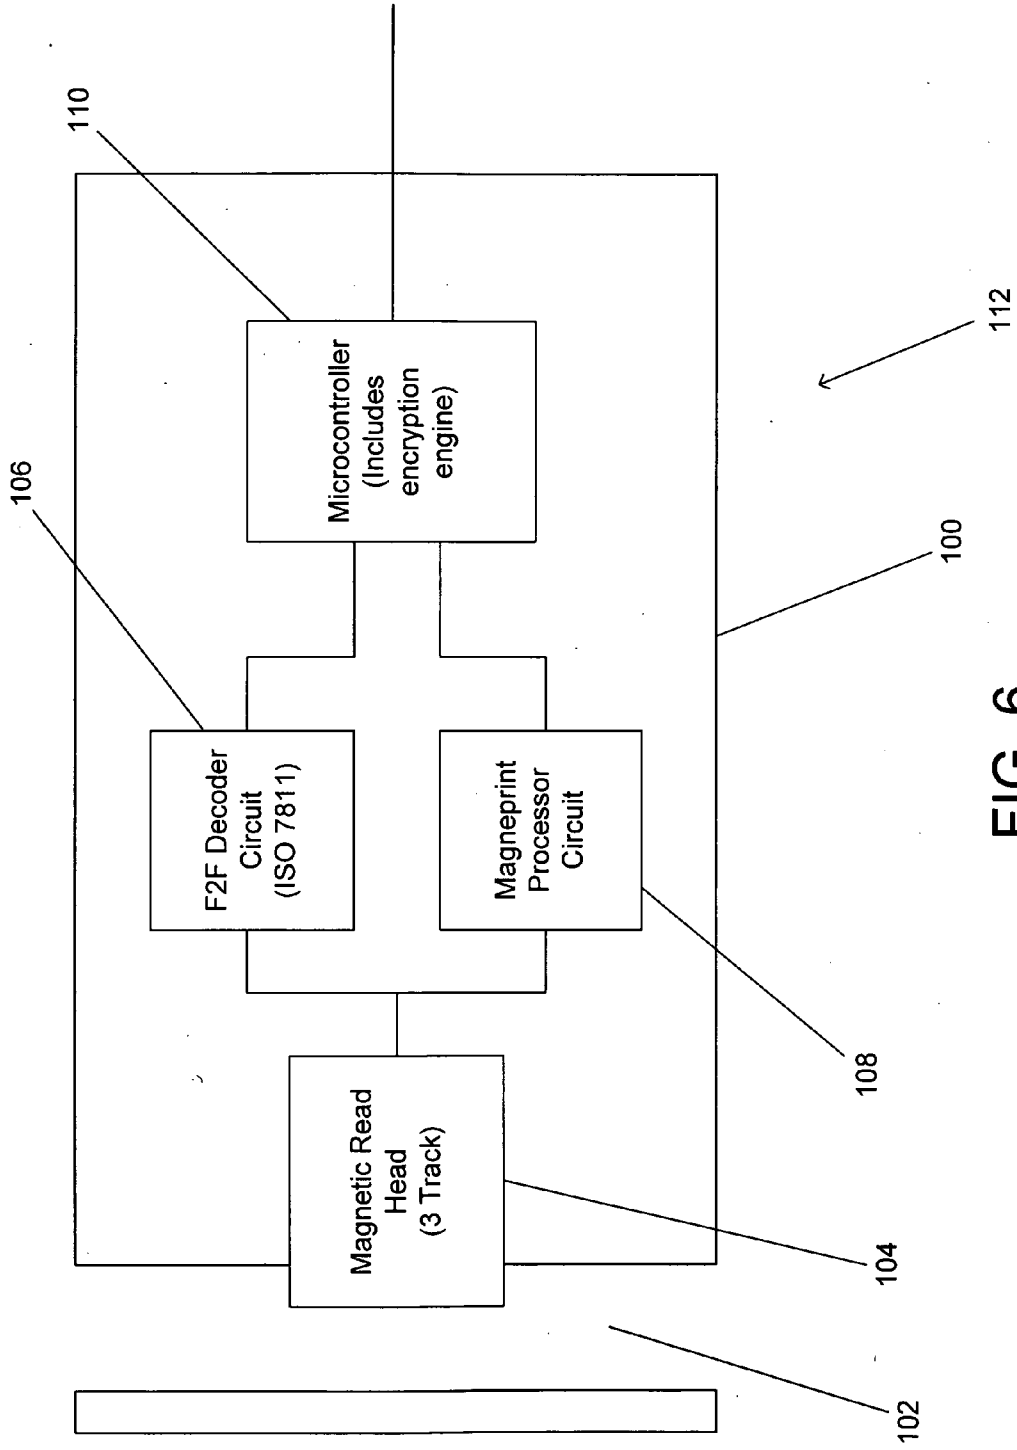 110
106
Microcontroller
(Includes
encryption
engine)
F2F Decoder
Circuit
(ISO 7811)
Magneprint
Processor
Circuit
Magnetic Read
Head
(3 Track)
112
100
108
104
102
FIG. 6